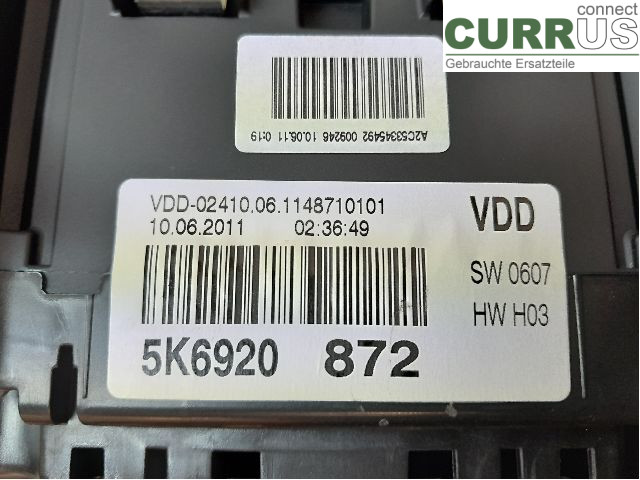 connect
CURRUS
Gebrauchte Ersatzteile
A2C53345492 009246 10.06.11 0:19
VDD-02410.06.1148710101
10.06.2011 02:36:49
VDD
SW 0607
HW H03
5K6920 872